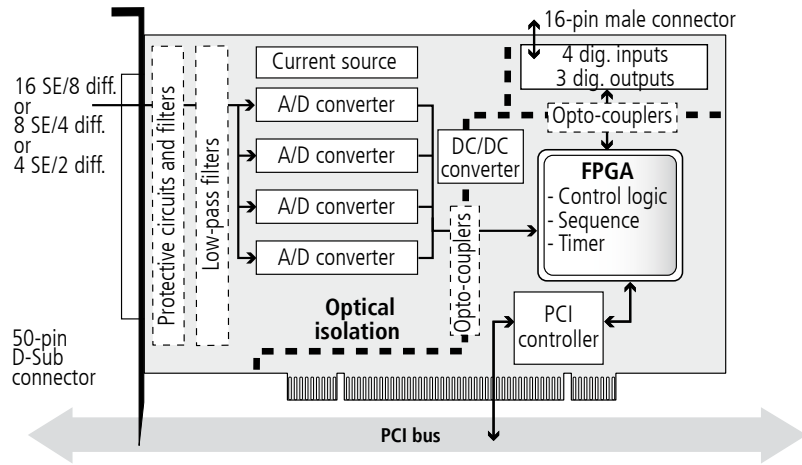 16-pin male connector
4 dig. inputs
3 dig. outputs
Current source
16 SE/8 diff.
or
8 SE/4 diff.
or
4 SE/2 diff.
Protective circuits and filters
Low-pass filters
A/D converter
A/D converter
A/D converter
A/D converter
Opto-couplers
DC/DC
converter
Opto-couplers
FPGA
- Control logic
- Sequence
- Timer
Optical
isolation
PCI
controller
50-pin
D-Sub
connector
PCI bus